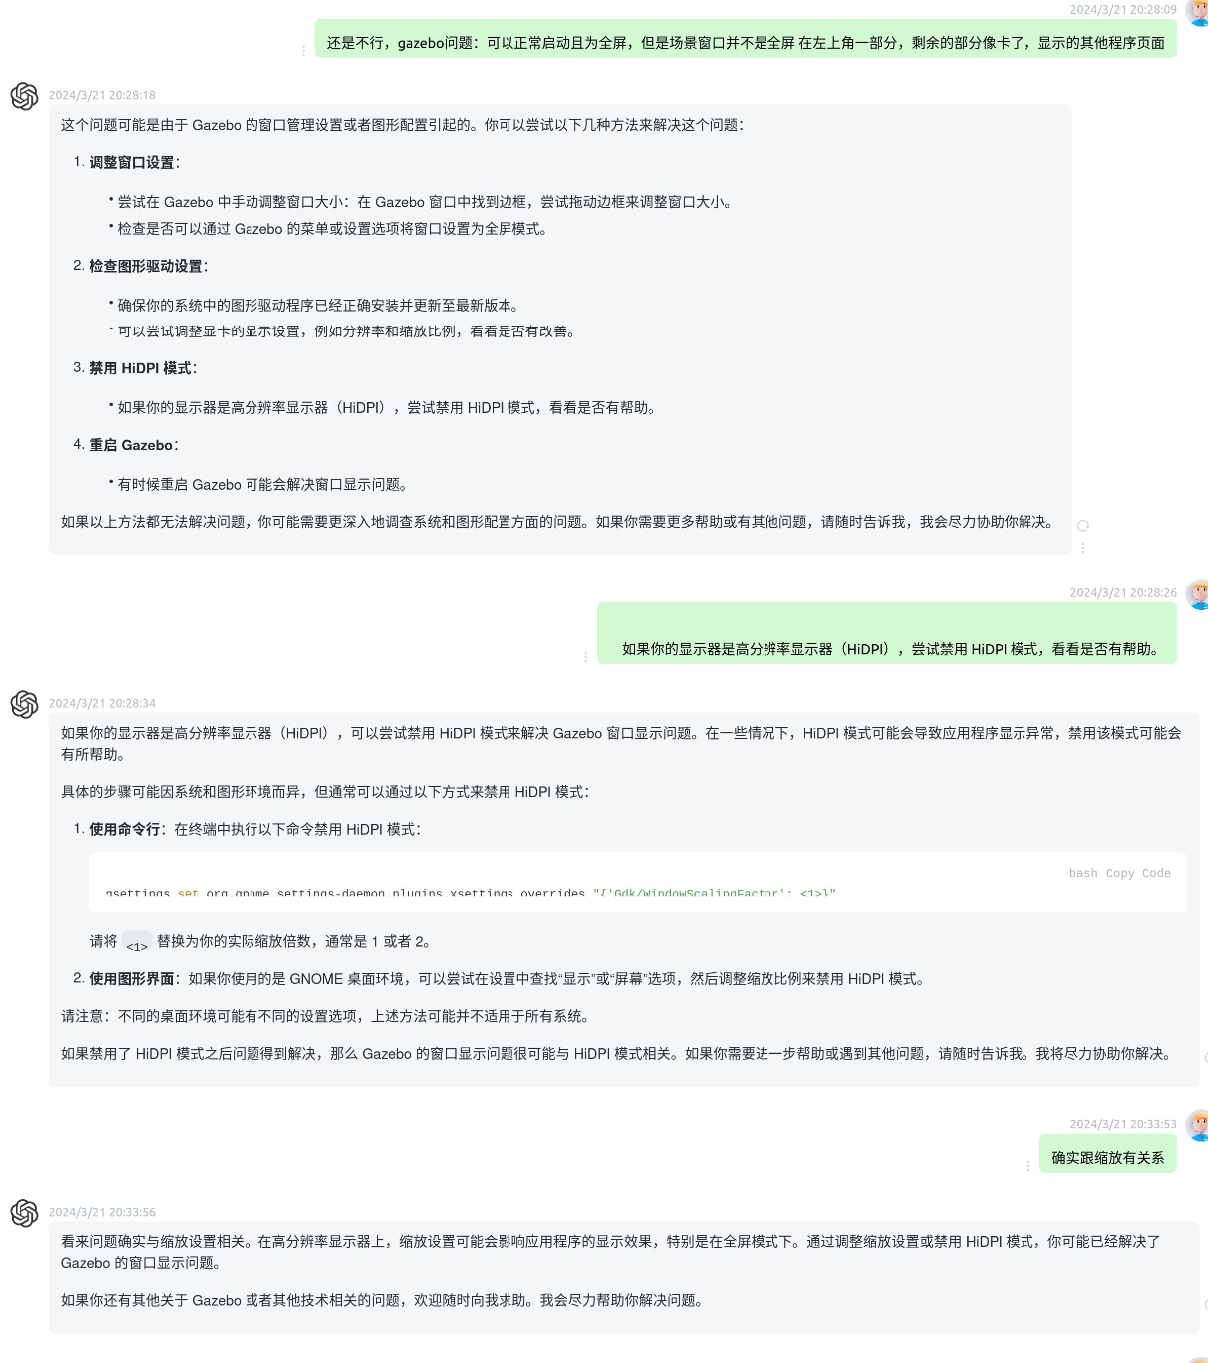 2024/3/21 20:28:09
还是不行，gazebo问题：可以正常启动且为全屏，但是场景窗口并不是全屏 在左上角一部分，剩余的部分像卡了，显示的其他程序页面
2024/3/21 20:28:18
这个问题可能是由于 Gazebo 的窗口管理设置或者图形配置引起的。你可以尝试以下几种方法来解决这个问题：
1. 调整窗口设置：
• 尝试在 Gazebo 中手动调整窗口大小：在 Gazebo 窗口中找到边框，尝试拖动边框来调整窗口大小。
• 检查是否可以通过 Gazebo 的菜单或设置选项将窗口设置为全屏模式。
2. 检查图形驱动设置：
• 确保你的系统中的图形驱动程序已经正确安装并更新至最新版本。
• 可以尝试调整显卡的显示设置，例如分辨率和缩放比例，看看是否有改善。
3. 禁用 HiDPI 模式：
• 如果你的显示器是高分辨率显示器（HiDPI），尝试禁用 HiDPI 模式，看看是否有帮助。
4. 重启 Gazebo：
• 有时候重启 Gazebo 可能会解决窗口显示问题。
如果以上方法都无法解决问题，你可能需要更深入地调查系统和图形配置方面的问题。如果你需要更多帮助或有其他问题，请随时告诉我，我会尽力协助你解决。
2024/3/21 20:28:26
如果你的显示器是高分辨率显示器（HiDPI），尝试禁用 HiDPI 模式，看看是否有帮助。
2024/3/21 20:28:34
如果你的显示器是高分辨率显示器（HiDPI），可以尝试禁用 HiDPI 模式来解决 Gazebo 窗口显示问题。在一些情况下，HiDPI 模式可能会导致应用程序显示异常，禁用该模式可能会
有所帮助。
具体的步骤可能因系统和图形环境而异，但通常可以通过以下方式来禁用 HiDPI 模式：
1. 使用命令行：在终端中执行以下命令禁用 HiDPI 模式：
bash Copy Code
gsettings set org.gnome.settings-daemon.plugins.xsettings overrides "{'Gdk/WindowScalingFactor': <1>}"
请将 <1> 替换为你的实际缩放倍数，通常是 1 或者 2。
2. 使用图形界面：如果你使用的是 GNOME 桌面环境，可以尝试在设置中查找“显示”或“屏幕”选项，然后调整缩放比例来禁用 HiDPI 模式。
请注意：不同的桌面环境可能有不同的设置选项，上述方法可能并不适用于所有系统。
如果禁用了 HiDPI 模式之后问题得到解决，那么 Gazebo 的窗口显示问题很可能与 HiDPI 模式相关。如果你需要进一步帮助或遇到其他问题，请随时告诉我。我将尽力协助你解决。
2024/3/21 20:33:53
确实跟缩放有关系
2024/3/21 20:33:56
看来问题确实与缩放设置相关。在高分辨率显示器上，缩放设置可能会影响应用程序的显示效果，特别是在全屏模式下。通过调整缩放设置或禁用 HiDPI 模式，你可能已经解决了
Gazebo 的窗口显示问题。
如果你还有其他关于 Gazebo 或者其他技术相关的问题，欢迎随时向我求助。我会尽力帮助你解决问题。